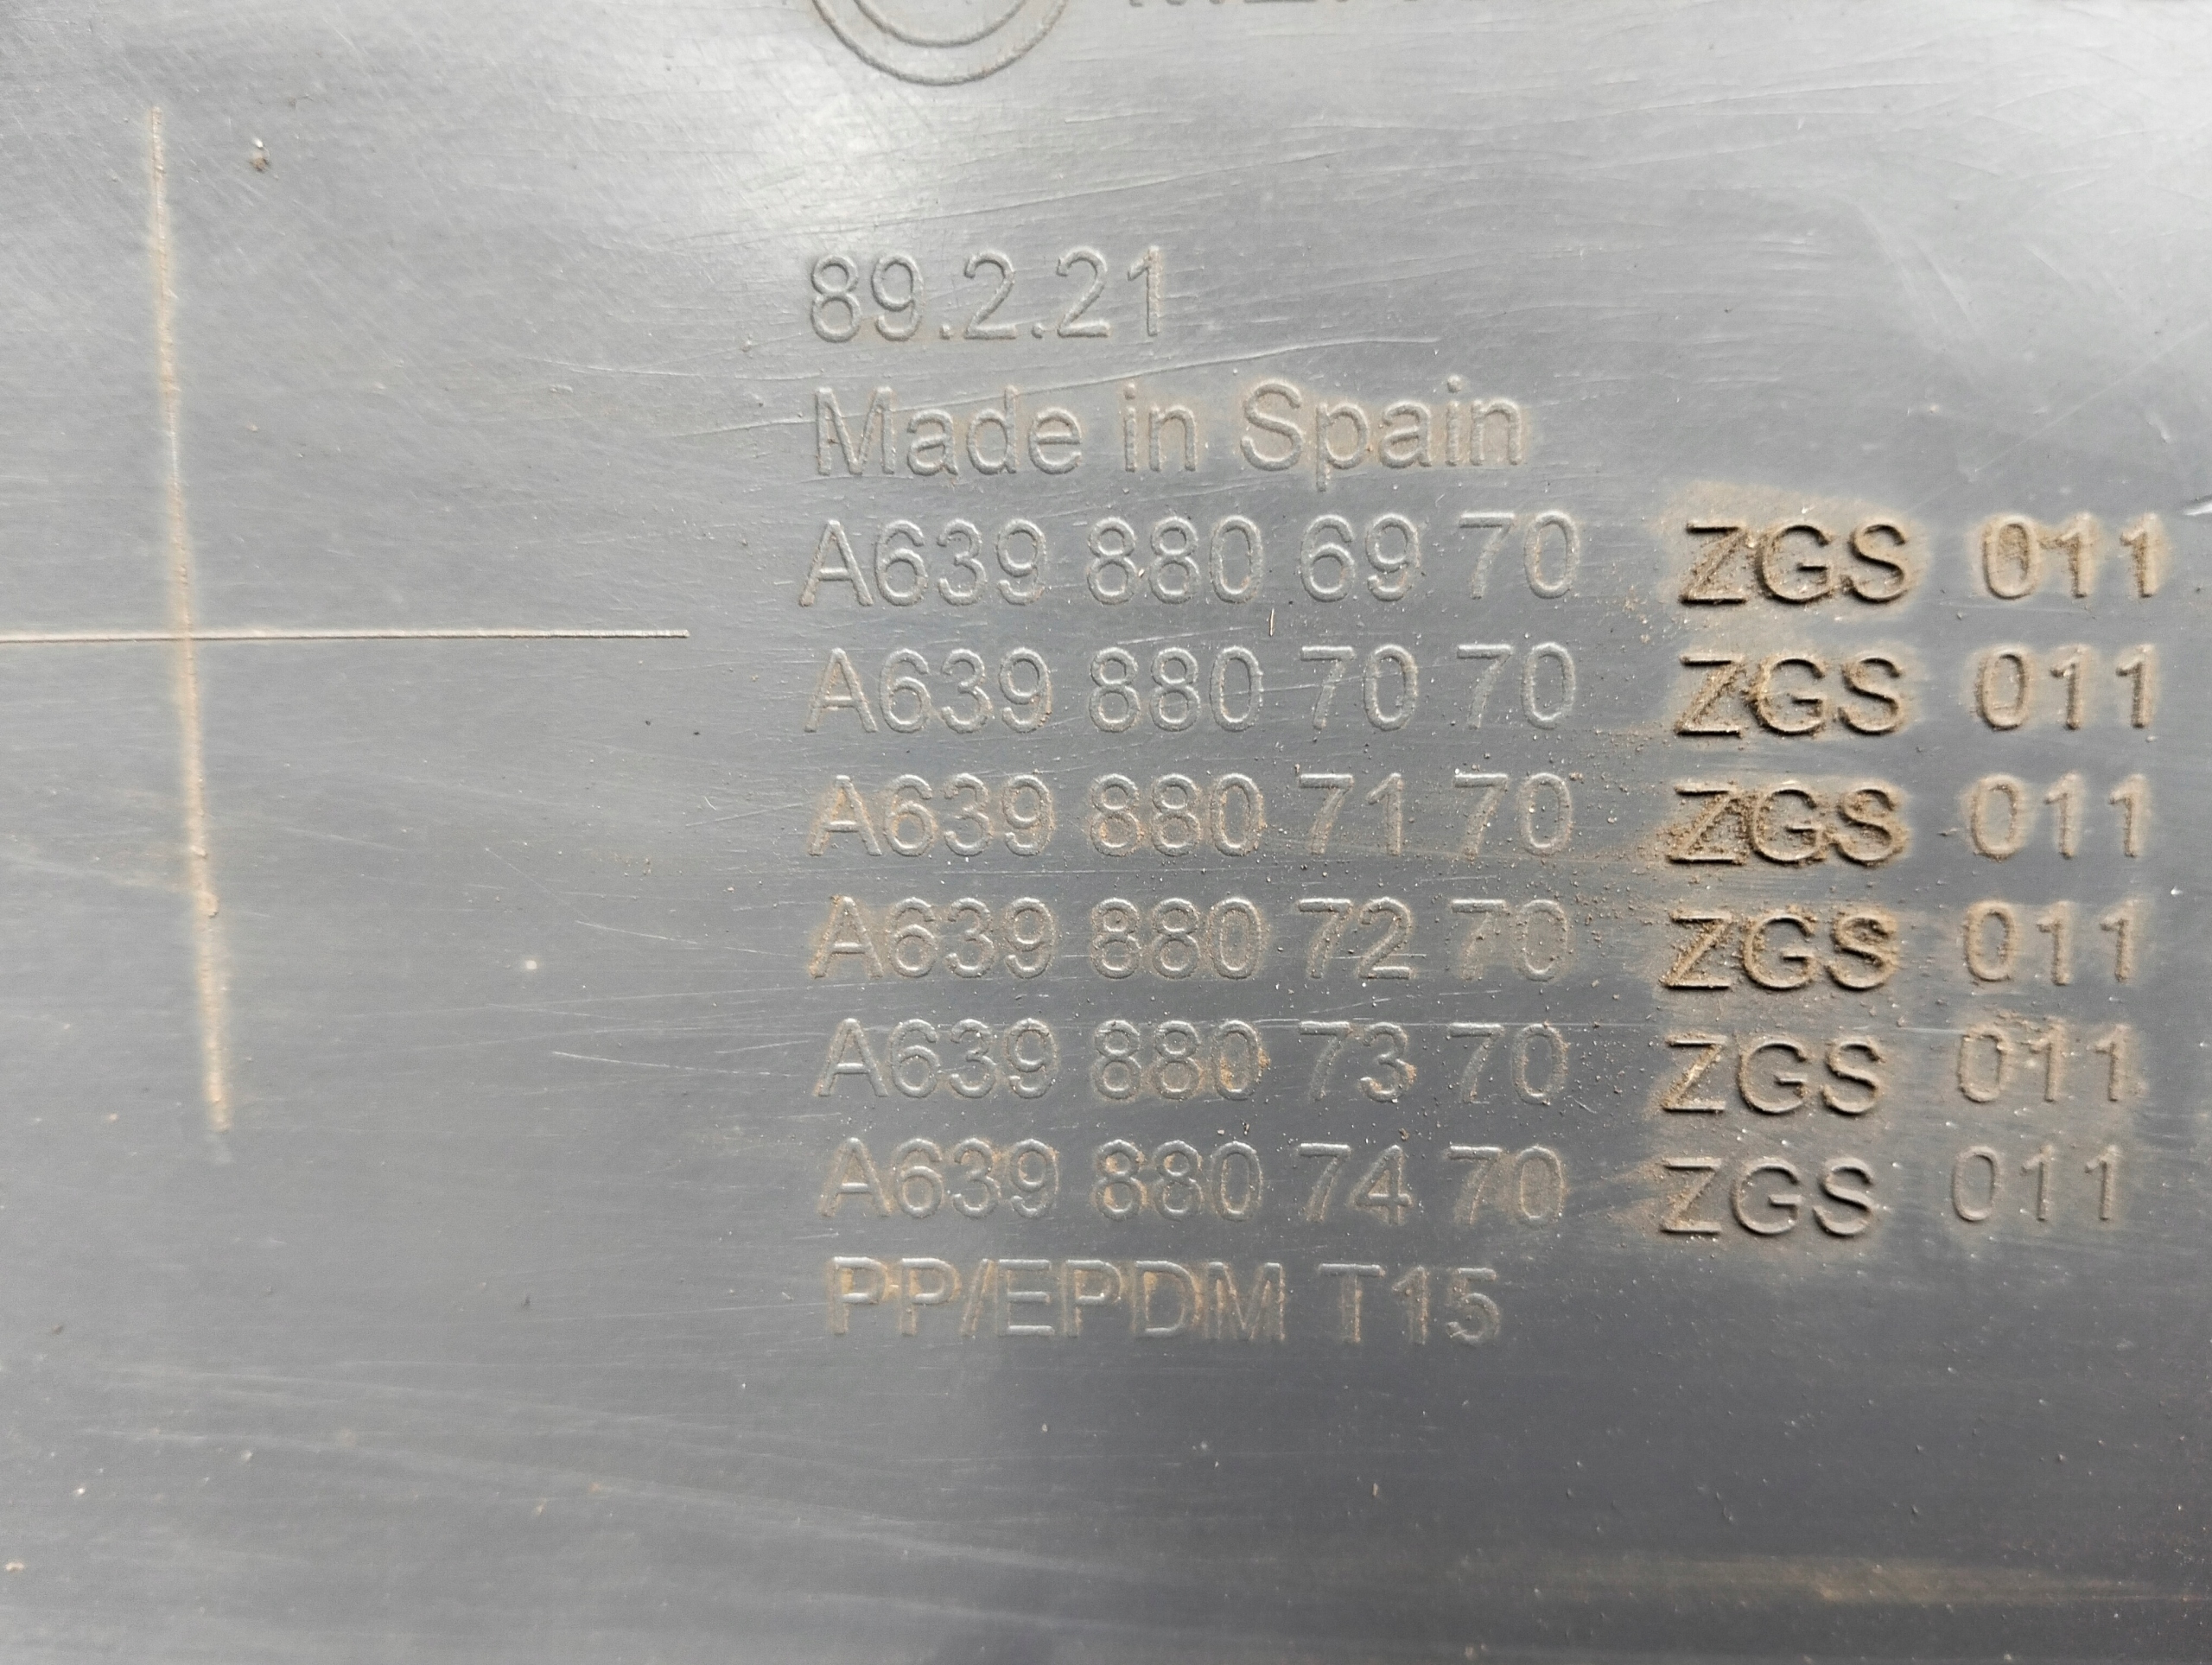 89.2.21
Made in Spain
A639 880 69 70 ZGS 011
A639 880 70 70 ZGS 011
A639 880 71 70 ZGS 011
A639 880 72 70 ZGS 011
A639 880 73 70 ZGS 011
A639 880 74 70 ZGS 011
PP/EPDM T15